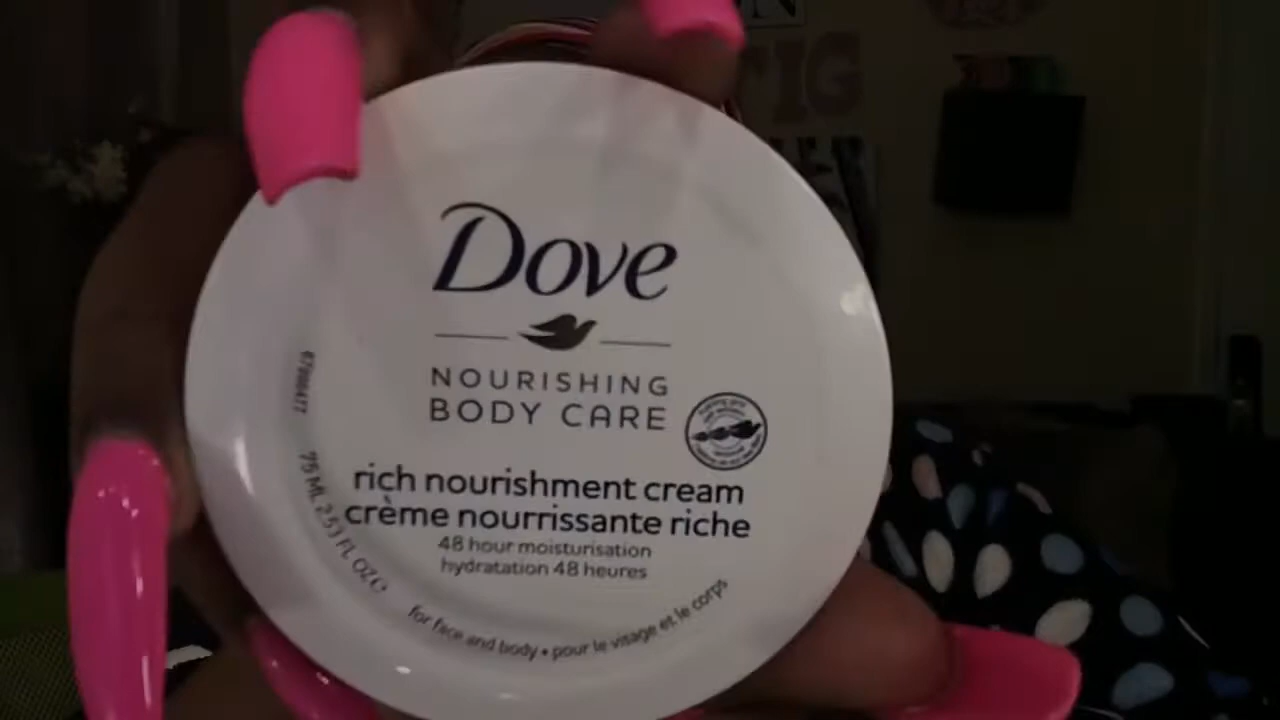 Dove
NOURISHING
BODY CARE
rich nourishment cream
crème nourrissante riche
48 hour moisturisation
hydratation 48 heures
75 ML 2.53 FL OZ e
for face and body • pour le visage et le corps